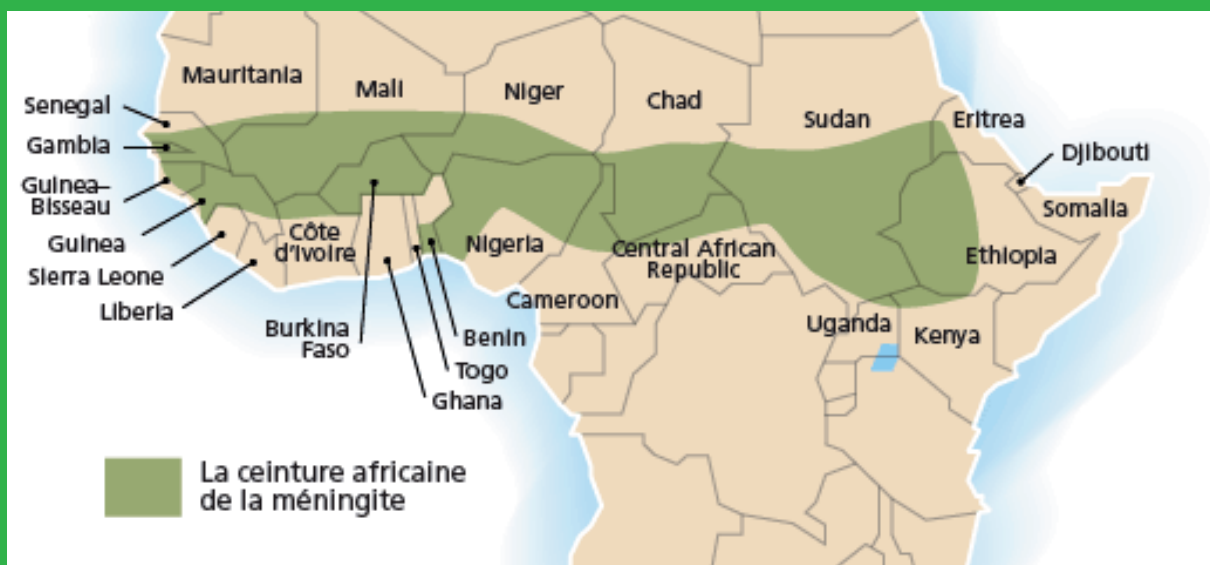 Mauritania
Mali
Niger
Chad
Sudan
Eritrea
Djibouti
Senegal
Gambia
Guinea–
Bisseau
Guinea
Sierra Leone
Liberia
Côte
d'Ivoire
Nigeria
Central African
Republic
Cameroon
Somalia
Ethiopia
Uganda
Kenya
Burkina
Faso
Benin
Togo
Ghana
La ceinture africaine
de la méningite